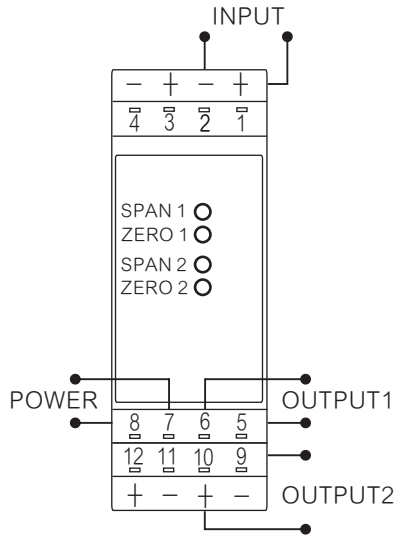 INPUT
− + − +
4 3 2 1
SPAN 1
ZERO 1
SPAN 2
ZERO 2
POWER
OUTPUT1
8 7 6 5
12 11 10 9
+ − + −
OUTPUT2